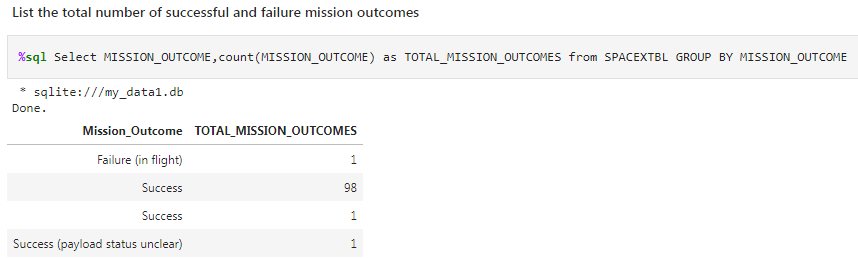 List the total number of successful and failure mission outcomes
%sql Select MISSION_OUTCOME,count(MISSION_OUTCOME) as TOTAL_MISSION_OUTCOMES from SPACEXTBL GROUP BY MISSION_OUTCOME
* sqlite:///my_data1.db
Done.
Mission_Outcome TOTAL_MISSION_OUTCOMES
Failure (in flight) 1
Success 98
Success 1
Success (payload status unclear) 1